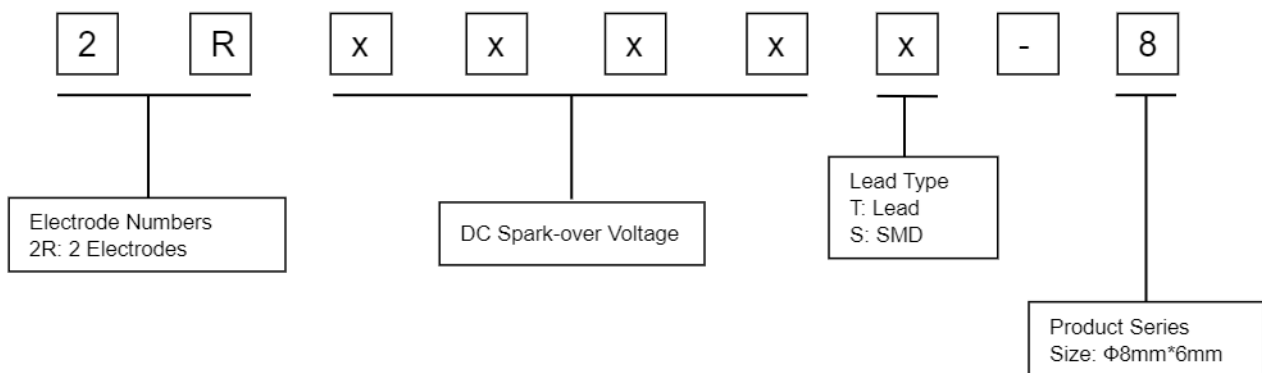 2 R x x x x x - 8
Electrode Numbers
2R: 2 Electrodes
DC Spark-over Voltage
Lead Type
T: Lead
S: SMD
Product Series
Size: Φ8mm*6mm